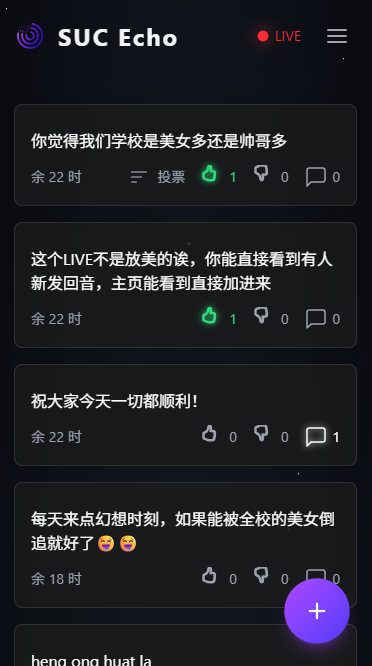 SUC Echo
LIVE
你觉得我们学校是美女多还是帅哥多
余 22 时 投票 1 0 0
这个LIVE不是放美的诶，你能直接看到有人
新发回音，主页能看到直接加进来
余 22 时 1 0 0
祝大家今天一切都顺利！
余 22 时 0 0 1
每天来点幻想时刻，如果能被全校的美女倒
追就好了😝😝
余 18 时 0 0 0
heng ong huat la